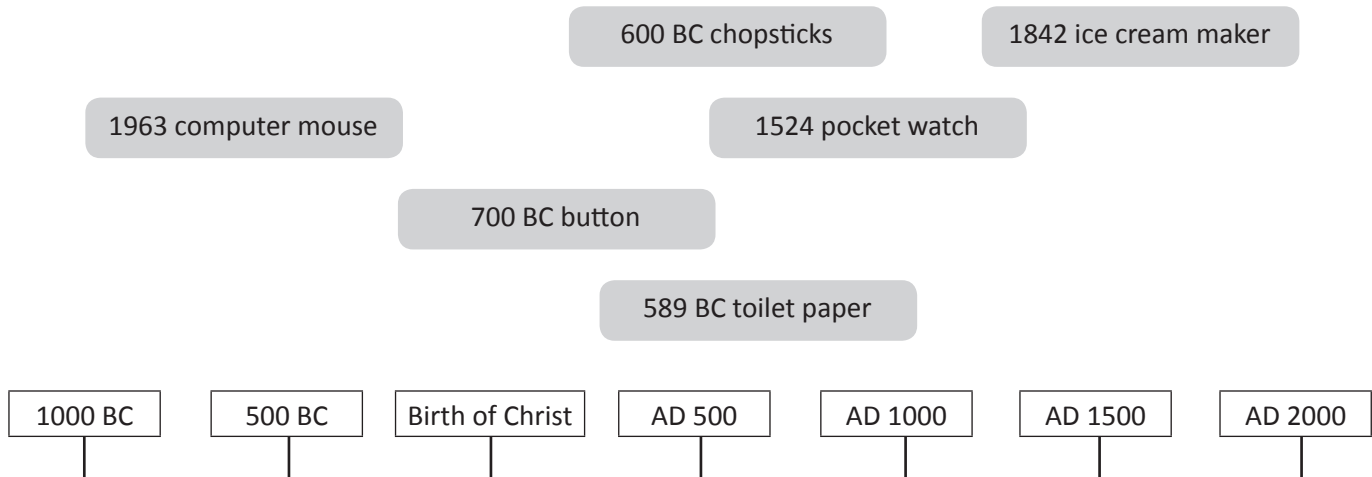 600 BC chopsticks
1842 ice cream maker
1963 computer mouse
1524 pocket watch
700 BC button
589 BC toilet paper
1000 BC
500 BC
Birth of Christ
AD 500
AD 1000
AD 1500
AD 2000